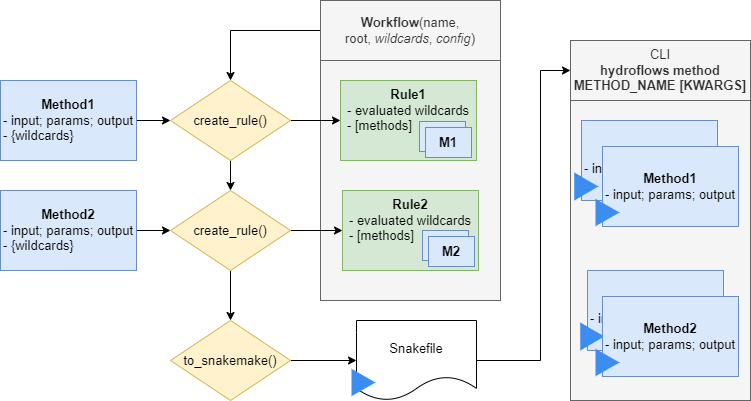 Workflow(name,
root, wildcards, config)
Method1
- input; params; output
- {wildcards}
create_rule()
Rule1
- evaluated wildcards
- [methods]
M1
Method2
- input; params; output
- {wildcards}
create_rule()
Rule2
- evaluated wildcards
- [methods]
M2
to_snakemake()
Snakefile
CLI
hydroflows method
METHOD_NAME [KWARGS]
- in
Method1
- input; params; output
- i
Method2
- input; params; output